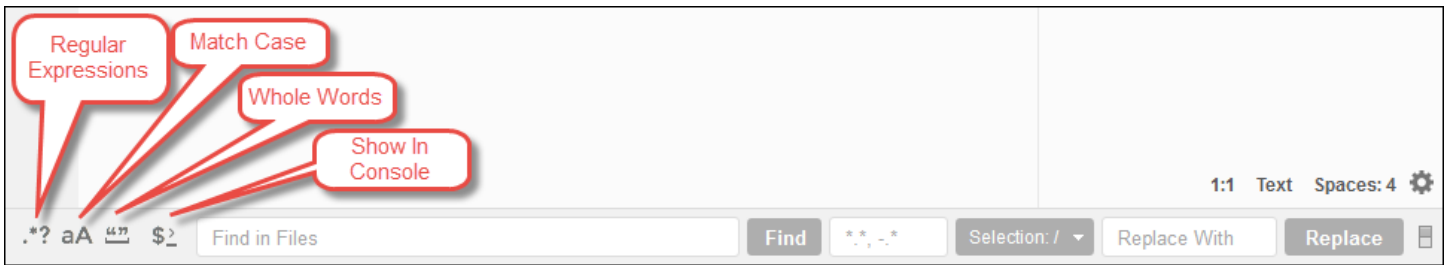 Regular
Expressions
Match Case
Whole Words
Show In
Console
1:1 Text Spaces: 4
.*? aA “” $> Find in Files Find *.*, -.* Selection: / Replace With Replace